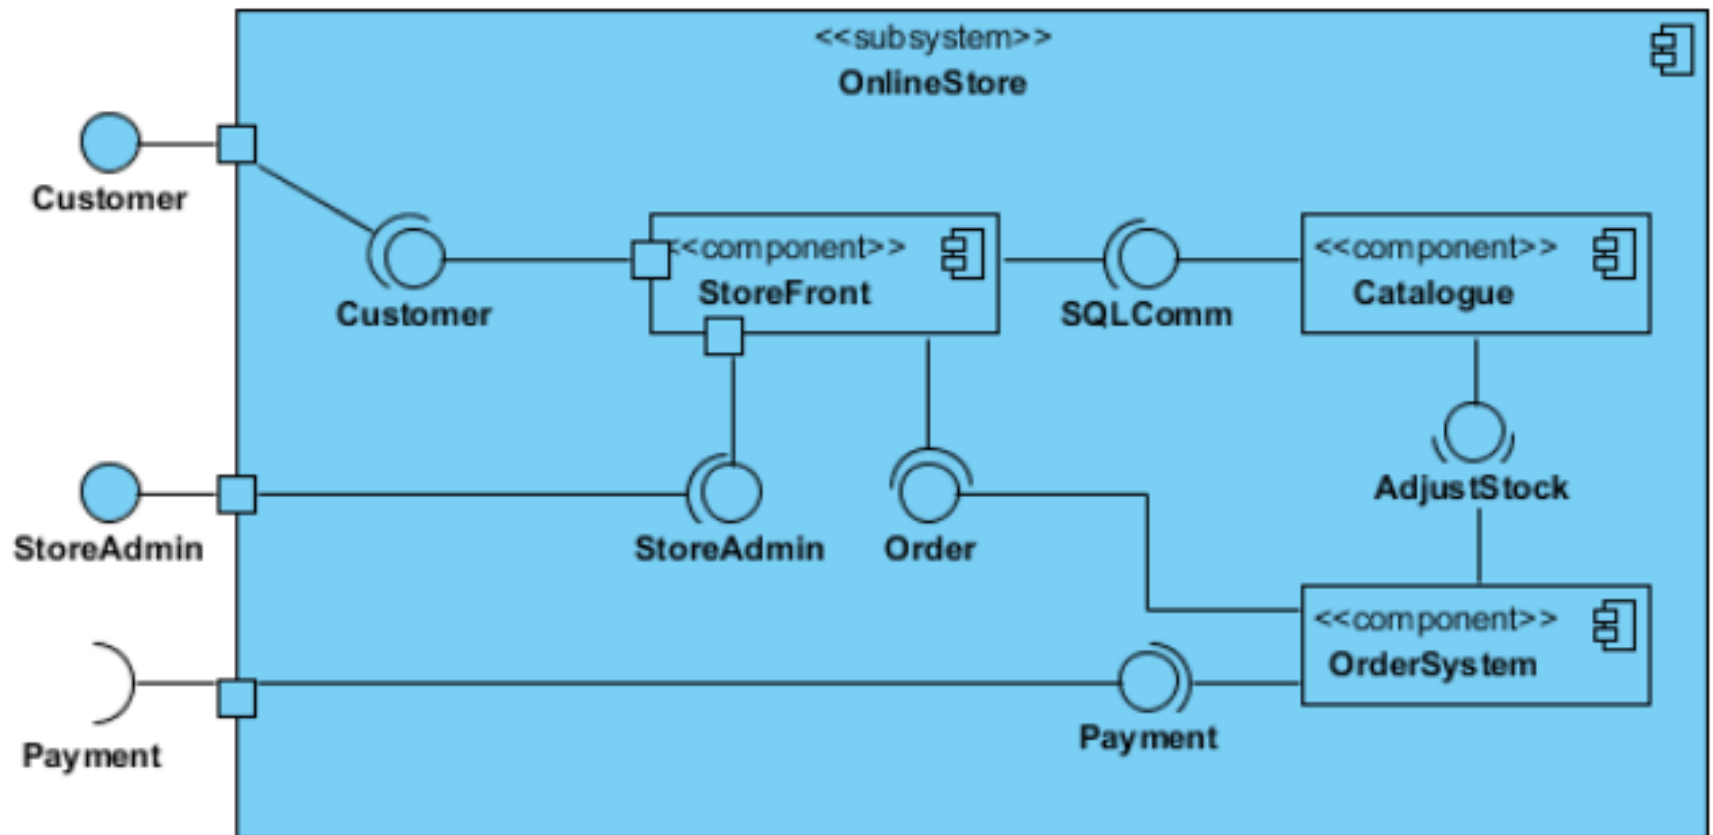 <<subsystem>>
OnlineStore
Customer
<<component>>
StoreFront
<<component>>
Catalogue
Customer
SQLComm
AdjustStock
StoreAdmin
StoreAdmin
Order
<<component>>
OrderSystem
Payment
Payment